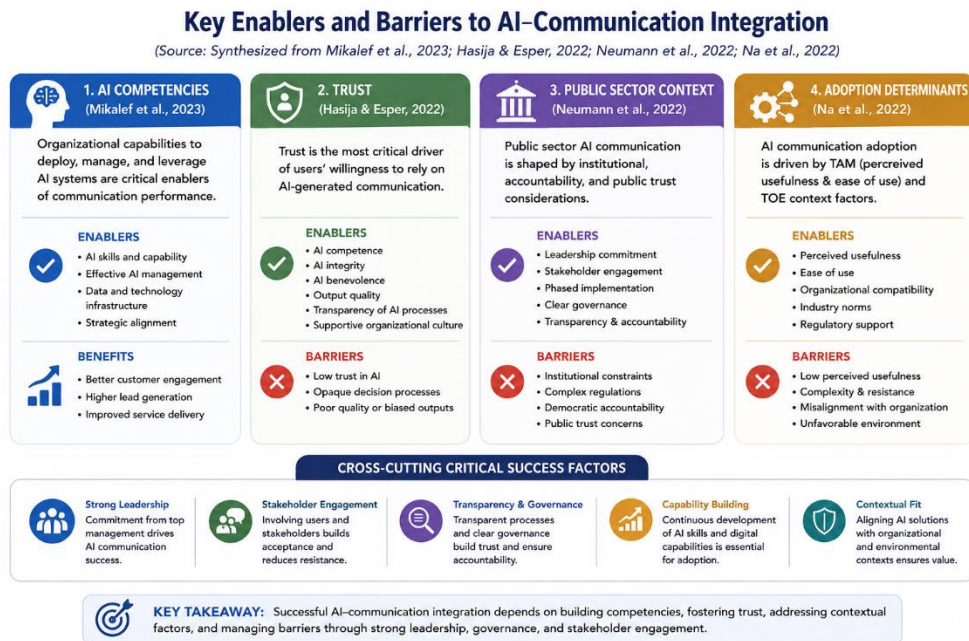 Key Enablers and Barriers to AI–Communication Integration
(Source: Synthesized from Mikalef et al., 2023; Hasija & Esper, 2022; Neumann et al., 2022; Na et al., 2022)
1. AI COMPETENCIES
(Mikalef et al., 2023)
Organizational capabilities to
deploy, manage, and leverage
AI systems are critical enablers
of communication performance.
ENABLERS
• AI skills and capability
• Effective AI management
• Data and technology
infrastructure
• Strategic alignment
BENEFITS
• Better customer engagement
• Higher lead generation
• Improved service delivery
2. TRUST
(Hasija & Esper, 2022)
Trust is the most critical driver
of users' willingness to rely on
AI-generated communication.
ENABLERS
• AI competence
• AI integrity
• AI benevolence
• Output quality
• Transparency of AI processes
• Supportive organizational culture
BARRIERS
• Low trust in AI
• Opaque decision processes
• Poor quality or biased outputs
3. PUBLIC SECTOR CONTEXT
(Neumann et al., 2022)
Public sector AI communication
is shaped by institutional,
accountability, and public trust
considerations.
ENABLERS
• Leadership commitment
• Stakeholder engagement
• Phased implementation
• Clear governance
• Transparency & accountability
BARRIERS
• Institutional constraints
• Complex regulations
• Democratic accountability
• Public trust concerns
4. ADOPTION DETERMINANTS
(Na et al., 2022)
AI communication adoption
is driven by TAM (perceived
usefulness & ease of use) and
TOE context factors.
ENABLERS
• Perceived usefulness
• Ease of use
• Organizational compatibility
• Industry norms
• Regulatory support
BARRIERS
• Low perceived usefulness
• Complexity & resistance
• Misalignment with organization
• Unfavorable environment
CROSS-CUTTING CRITICAL SUCCESS FACTORS
Strong Leadership
Commitment from top
management drives
AI communication
success.
Stakeholder Engagement
Involving users and
stakeholders builds
acceptance and
reduces resistance.
Transparency & Governance
Transparent processes
and clear governance
build trust and ensure
accountability.
Capability Building
Continuous development
of AI skills and digital
capabilities is essential
for adoption.
Contextual Fit
Aligning AI solutions
with organizational
and environmental
contexts ensures value.
KEY TAKEAWAY: Successful AI–communication integration depends on building competencies, fostering trust, addressing contextual
factors, and managing barriers through strong leadership, governance, and stakeholder engagement.